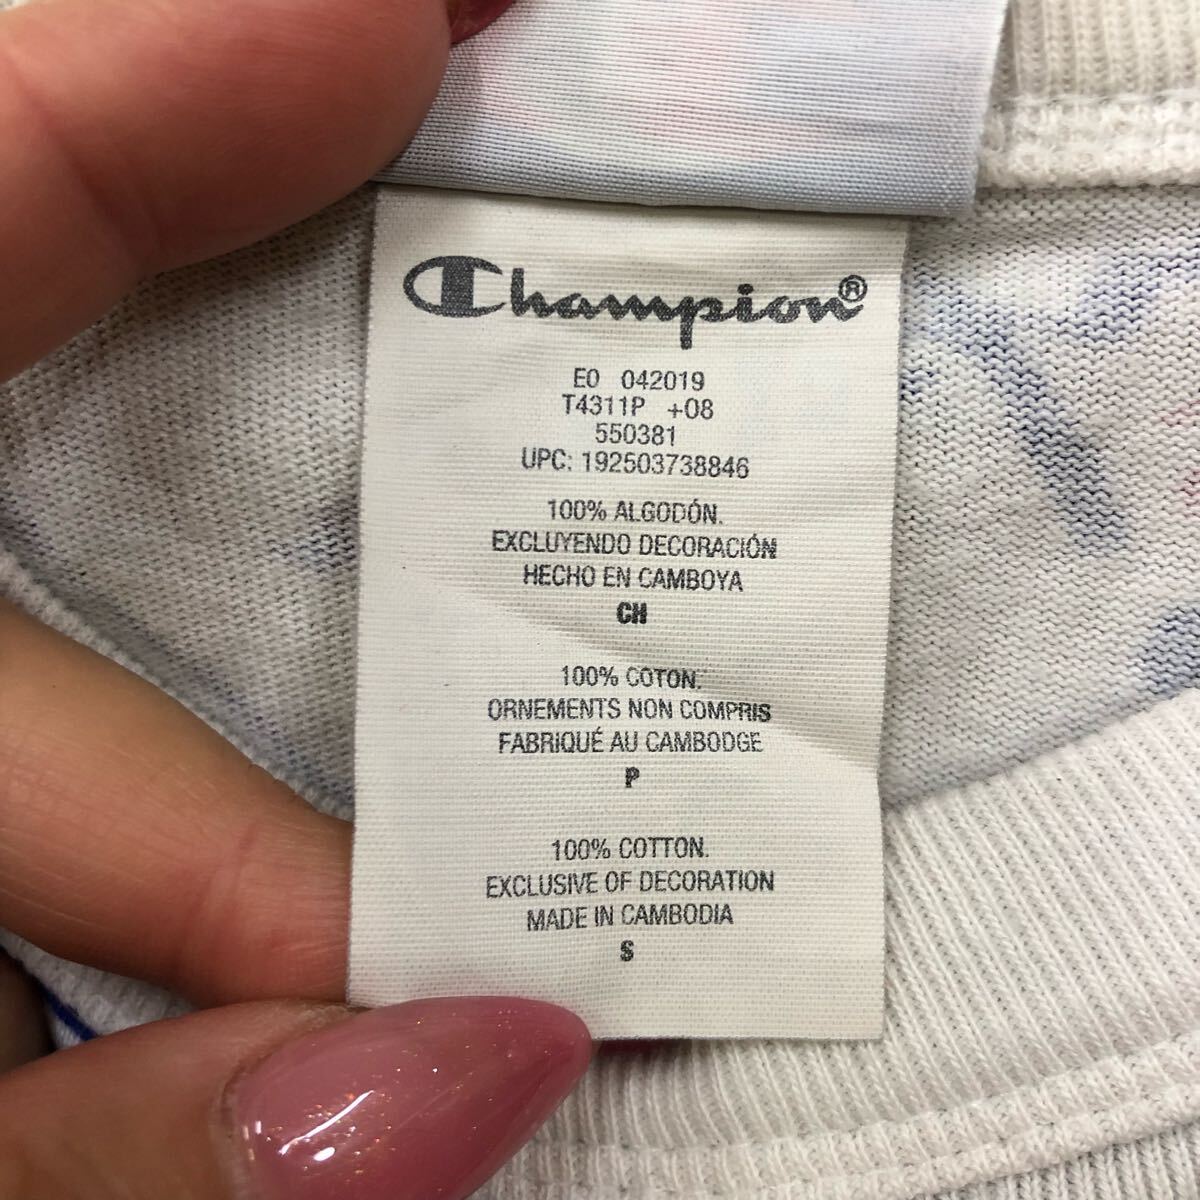 Champion®
E0 042019
T4311P +08
550381
UPC: 192503738846
100% ALGODÓN.
EXCLUYENDO DECORACIÓN
HECHO EN CAMBOYA
CH
100% COTON.
ORNEMENTS NON COMPRIS
FABRIQUÉ AU CAMBODGE
P
100% COTTON.
EXCLUSIVE OF DECORATION
MADE IN CAMBODIA
S